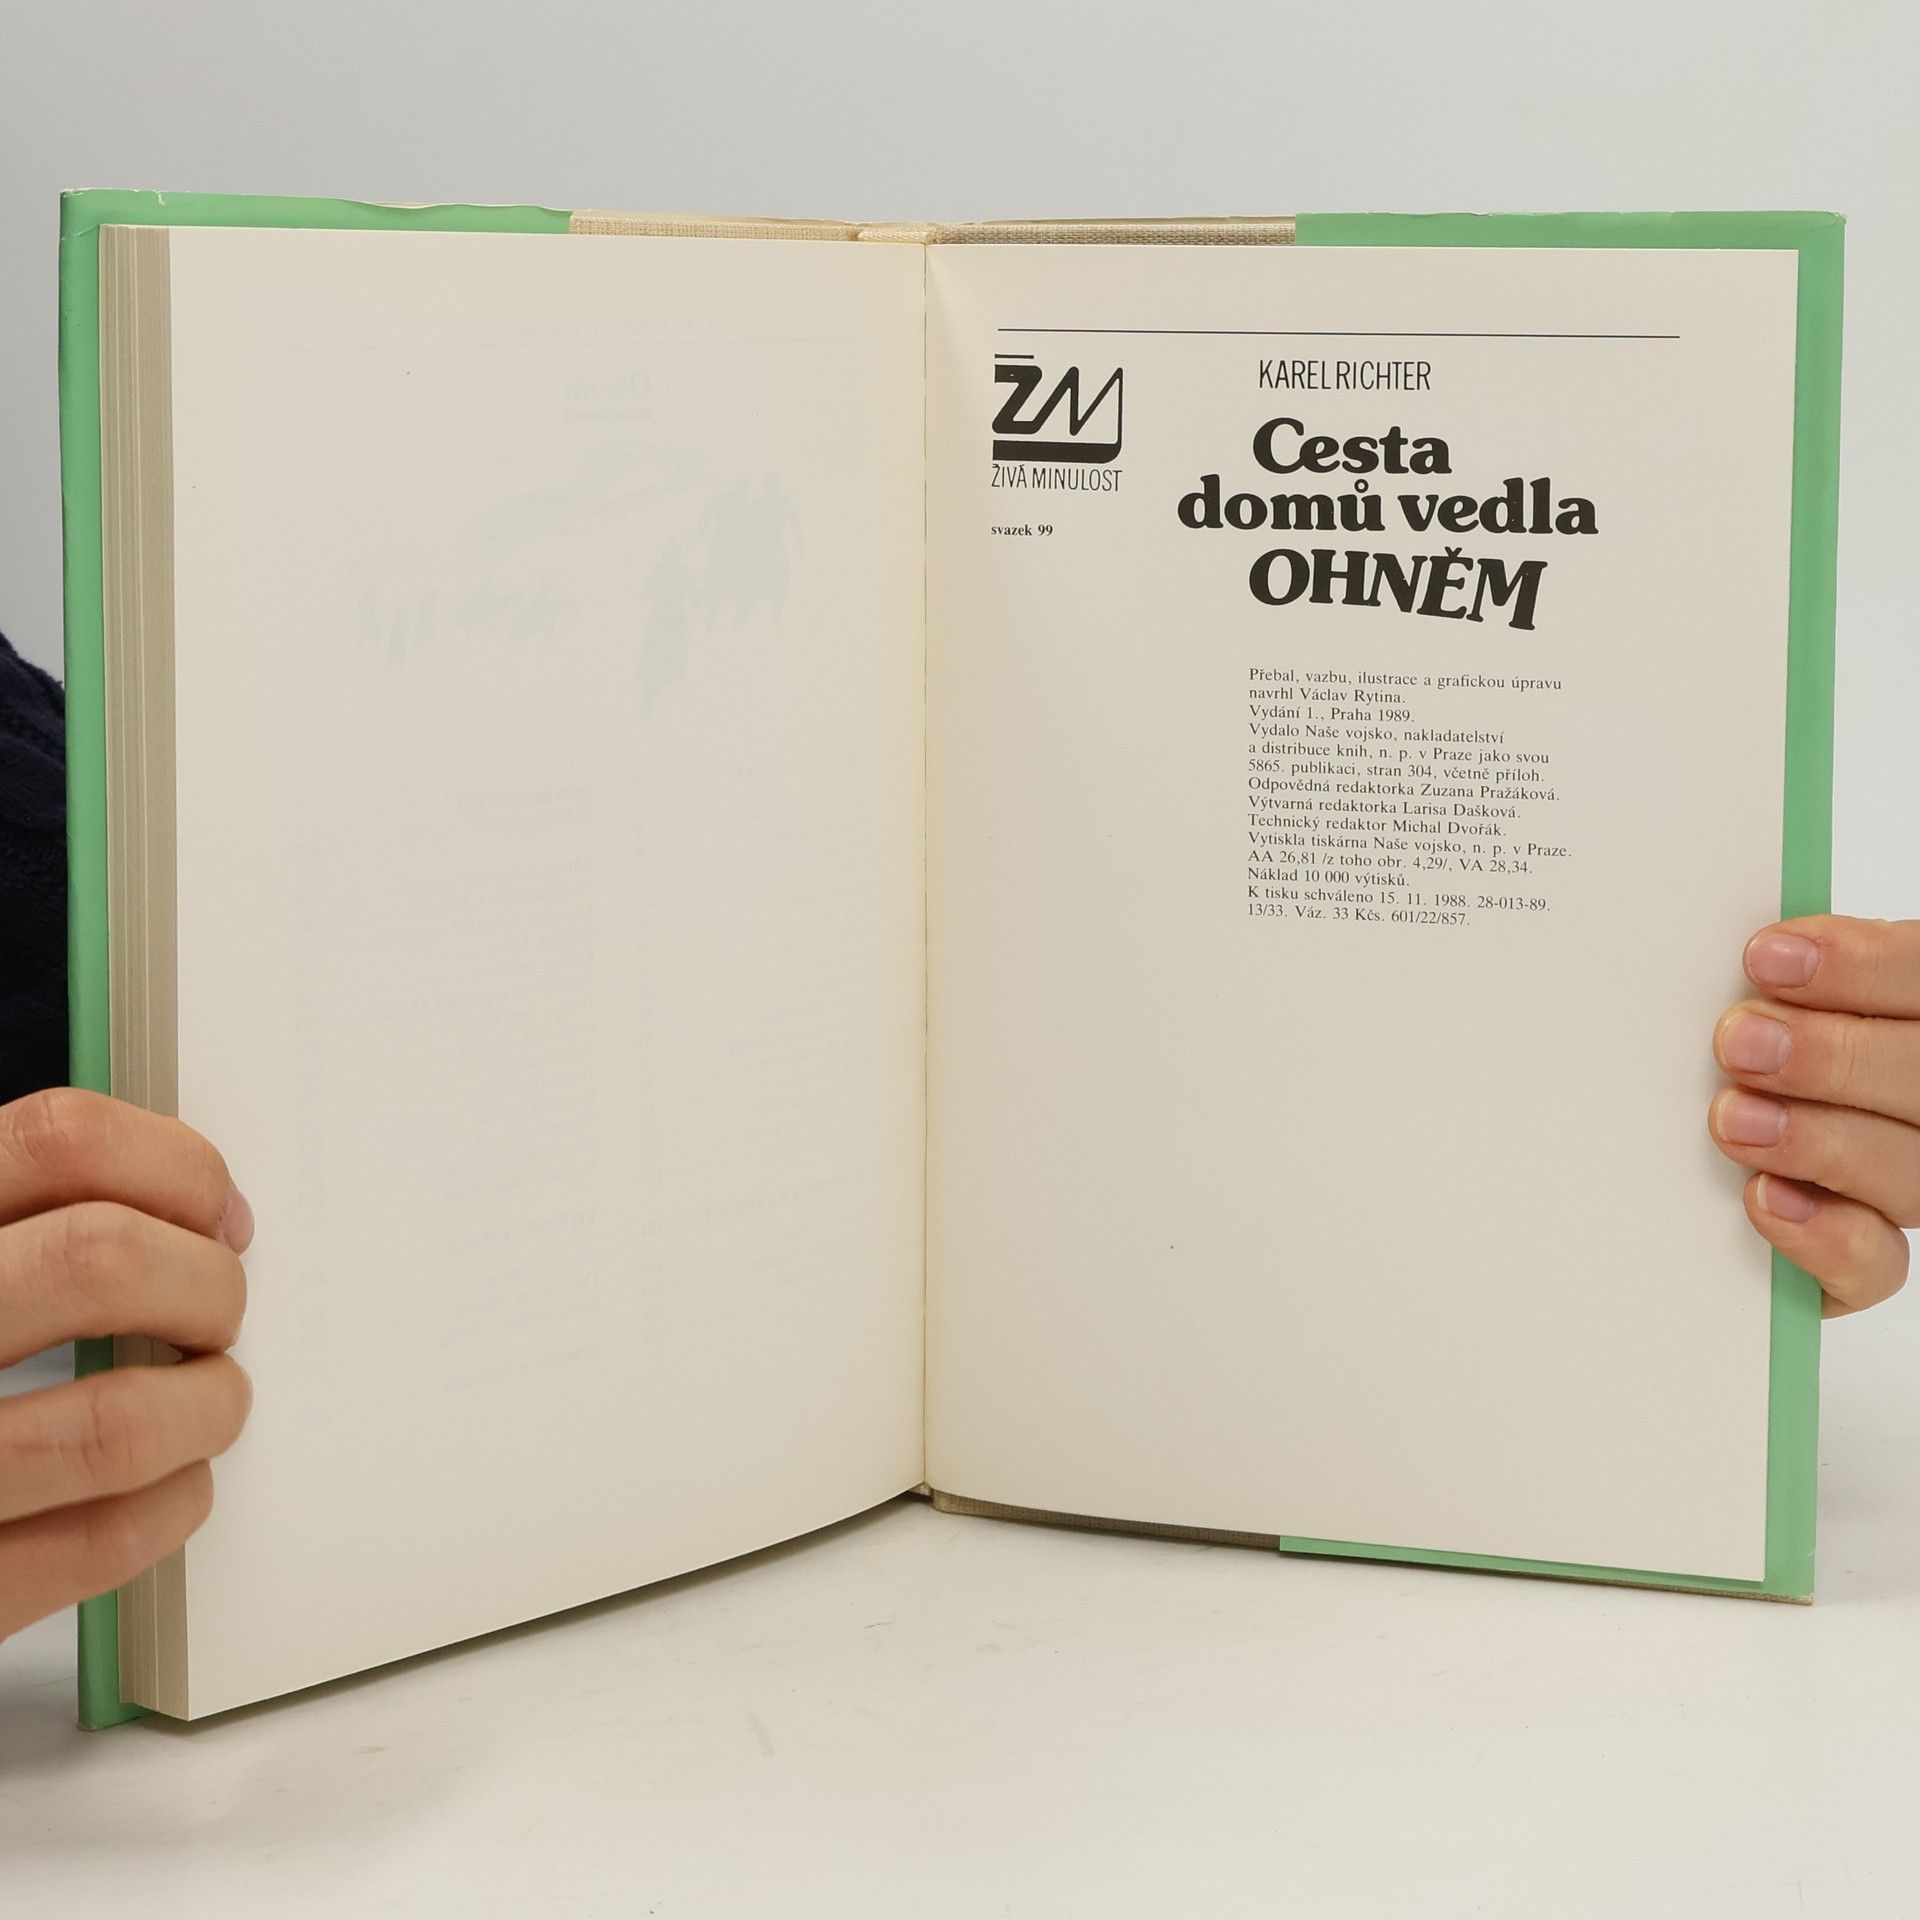 ŽM
ŽIVÁ MINULOST
svazek 99
KAREL RICHTER
Cesta
domů vedla
OHNĚM
Přebal, vazbu, ilustrace a grafickou úpravu
navrhl Václav Rytina.
Vydání 1., Praha 1989.
Vydalo Naše vojsko, nakladatelství
a distribuce knih, n. p. v Praze jako svou
5865. publikaci, stran 304, včetně příloh.
Odpovědná redaktorka Zuzana Pražáková.
Výtvarná redaktorka Larisa Dašková.
Technický redaktor Michal Dvořák.
Vytiskla tiskárna Naše vojsko, n. p. v Praze.
AA 26,81 /z toho obr. 4,29/, VA 28,34.
Náklad 10 000 výtisků.
K tisku schváleno 15. 11. 1988. 28-013-89.
13/33. Váz. 33 Kčs. 601/22/857.